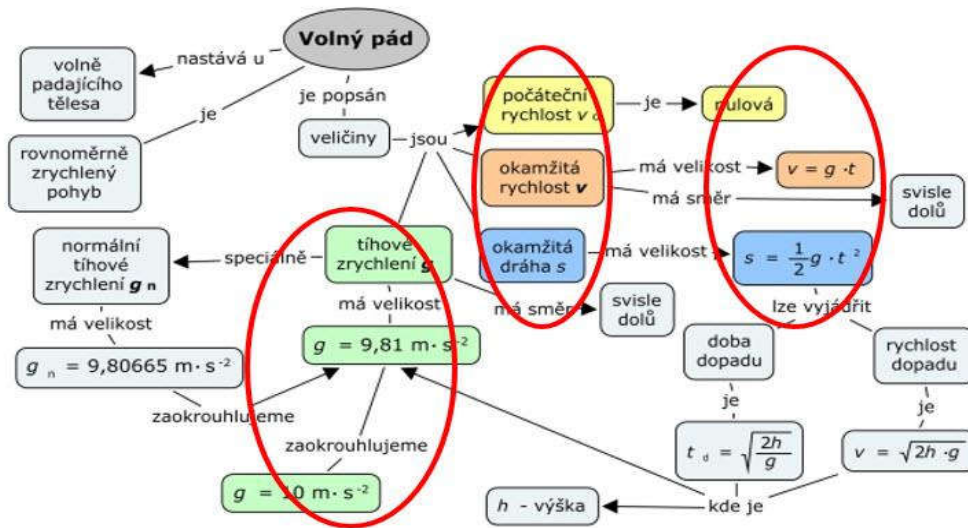 Volný pád
nastává u
volně
padajícího
tělesa
je
rovnoměrně
zrychlený
pohyb
je popsán
veličiny
jsou
počáteční
rychlost v₀
je
nulová
okamžitá
rychlost v
má velikost
v = g · t
má směr
svisle
dolů
okamžitá
dráha s
má velikost
s = 1/2 g · t ²
tíhové
zrychlení g
speciálně
normální
tíhové
zrychlení g n
má velikost
g n = 9,80665 m · s⁻²
zaokrouhlujeme
má velikost
g = 9,81 m · s⁻²
zaokrouhlujeme
g = 10 m · s⁻²
má směr
svisle
dolů
lze vyjádřit
doba
dopadu
je
t d = √(2h/g)
rychlost
dopadu
je
v = √(2h · g)
kde je
h - výška